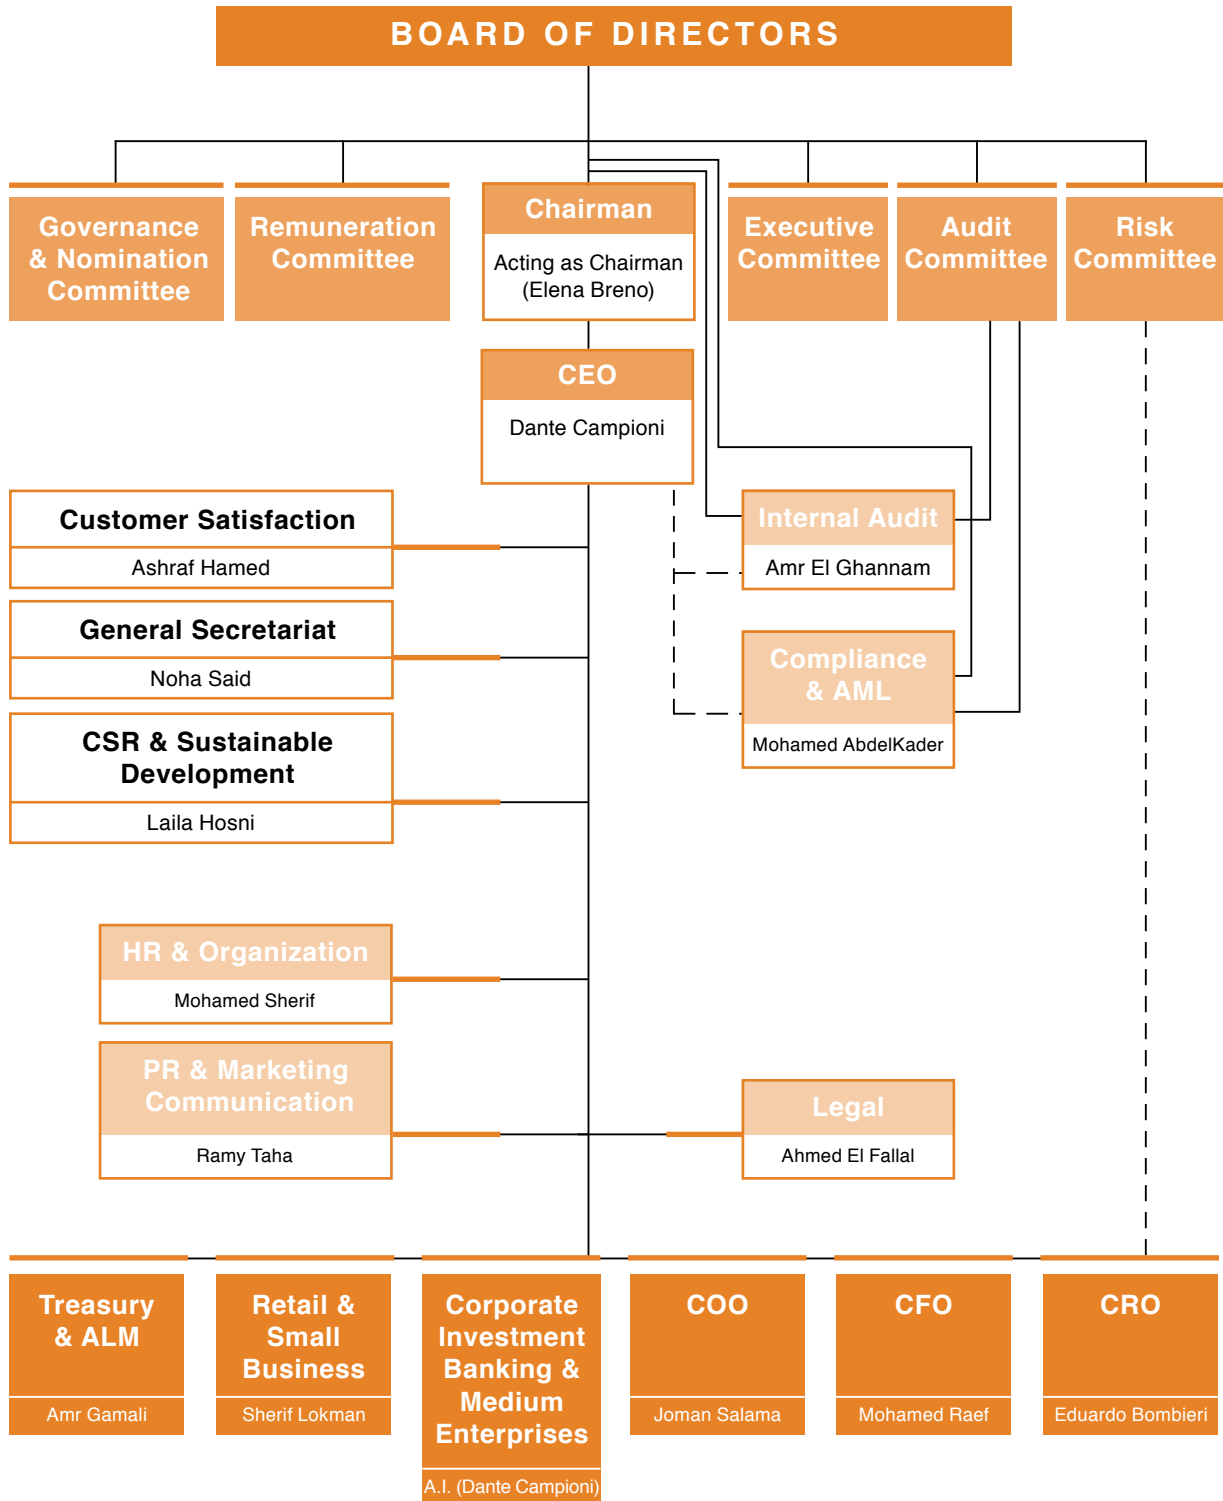 BOARD OF DIRECTORS
Governance
& Nomination
Committee
Remuneration
Committee
Chairman
Acting as Chairman
(Elena Breno)
Executive
Committee
Audit
Committee
Risk
Committee
CEO
Dante Campioni
Customer Satisfaction
Ashraf Hamed
General Secretariat
Noha Said
CSR & Sustainable
Development
Laila Hosni
Internal Audit
Amr El Ghannam
Compliance
& AML
Mohamed AbdelKader
HR & Organization
Mohamed Sherif
PR & Marketing
Communication
Ramy Taha
Legal
Ahmed El Fallal
Treasury
& ALM
Amr Gamali
Retail &
Small
Business
Sherif Lokman
Corporate
Investment
Banking &
Medium
Enterprises
A.I. (Dante Campioni)
COO
Joman Salama
CFO
Mohamed Raef
CRO
Eduardo Bombieri